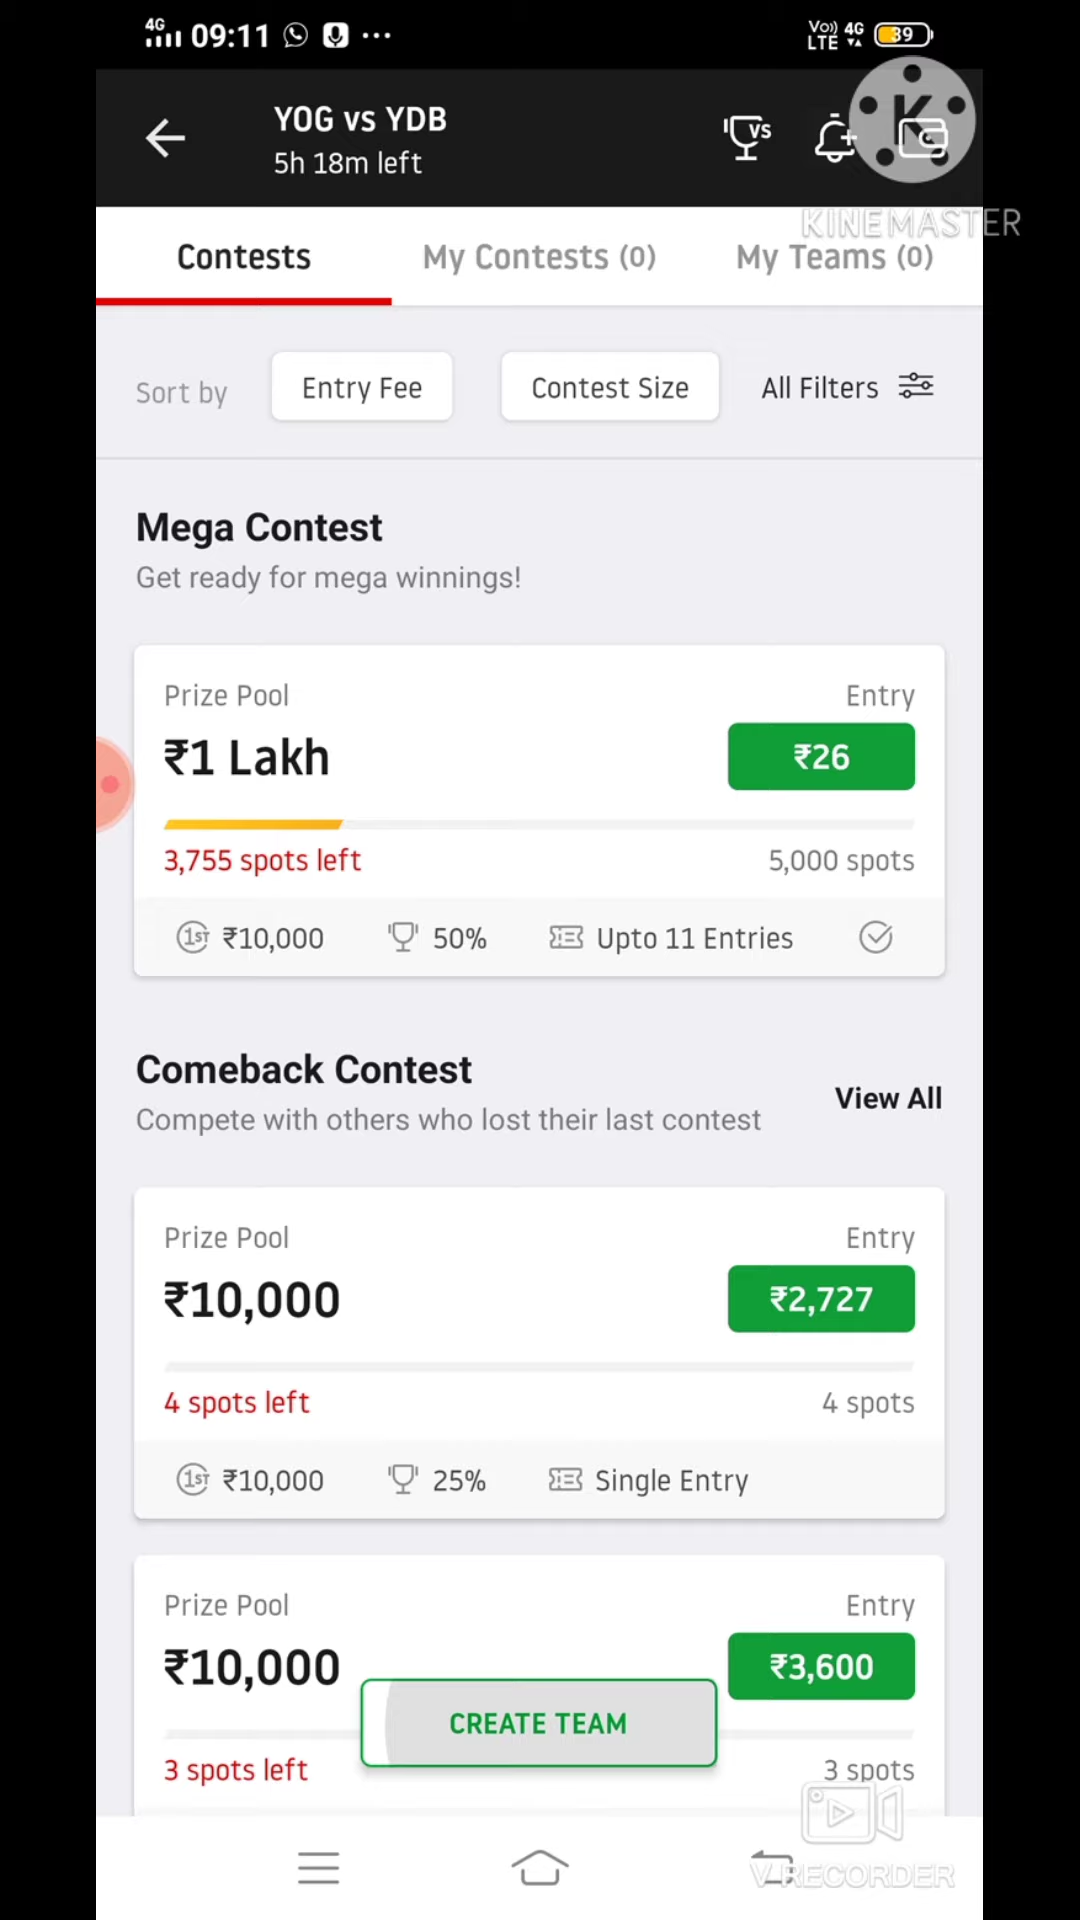 4G 09:11 ... Vo)) LTE 4G 39
YOG vs YDB
5h 18m left
VS
K
KINEMASTER
Contests My Contests (0) My Teams (0)
Sort by Entry Fee Contest Size All Filters
Mega Contest
Get ready for mega winnings!
Prize Pool Entry
₹1 Lakh ₹26
3,755 spots left 5,000 spots
1ST ₹10,000 50% Upto 11 Entries
Comeback Contest
View All
Compete with others who lost their last contest
Prize Pool Entry
₹10,000 ₹2,727
4 spots left 4 spots
1ST ₹10,000 25% Single Entry
Prize Pool Entry
₹10,000 ₹3,600
CREATE TEAM
3 spots left 3 spots
V RECORDER